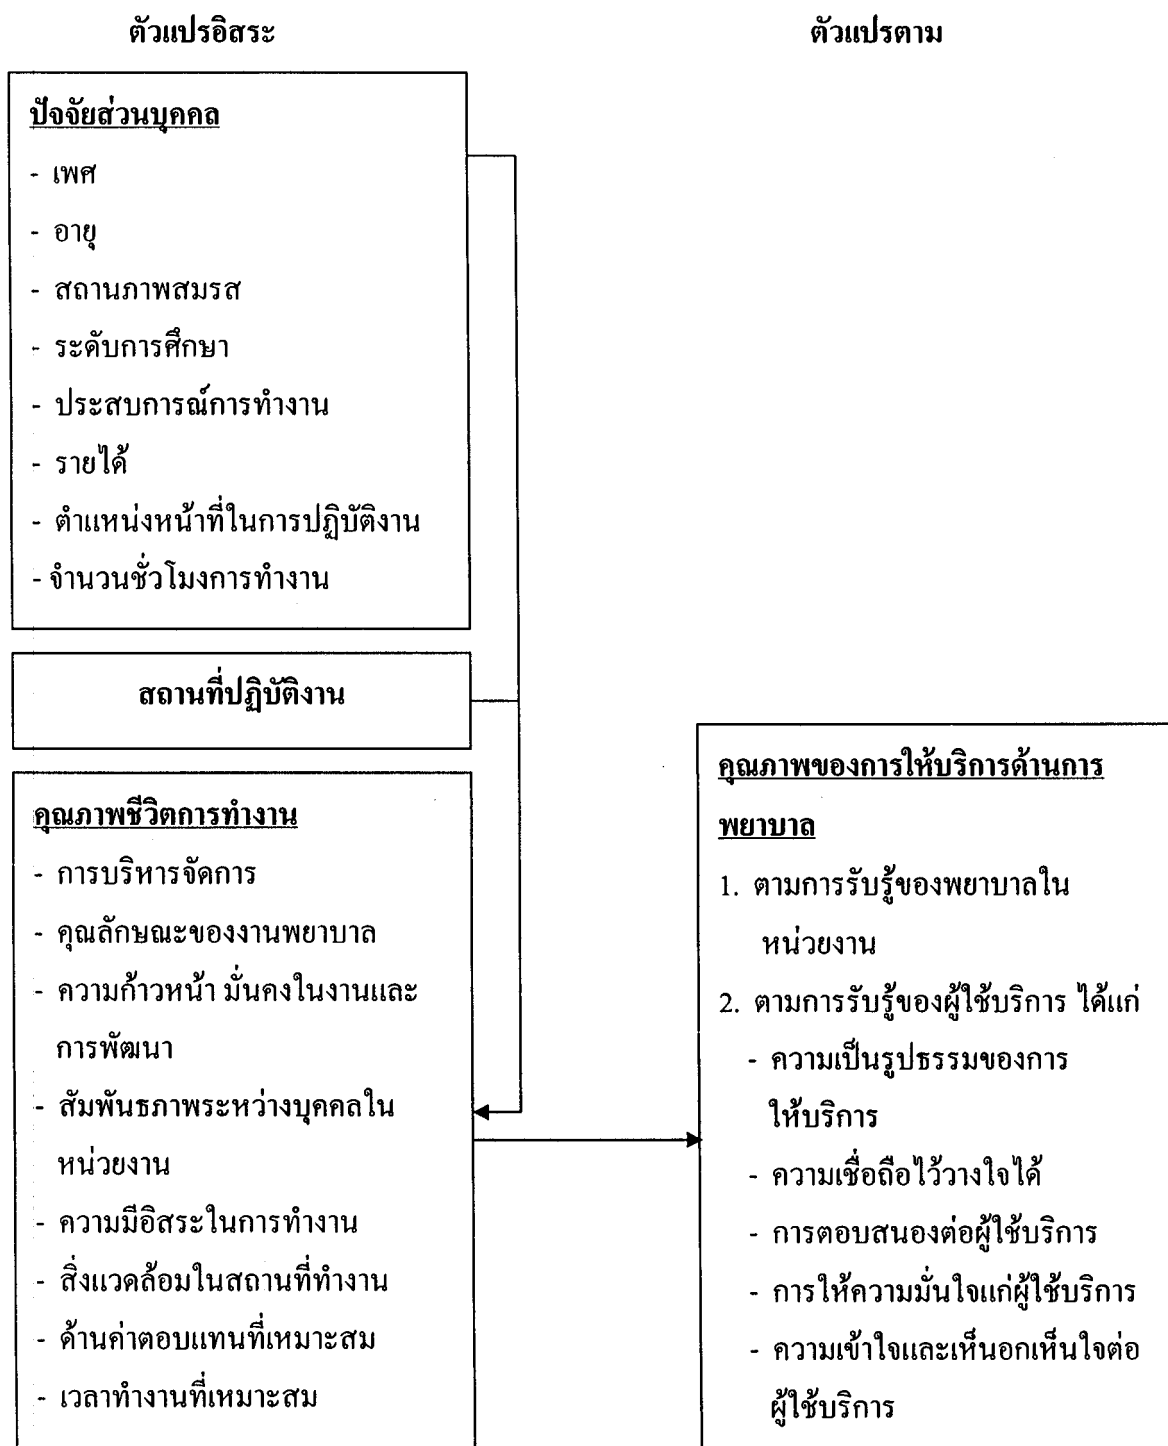 ตัวแปรอิสระ
ตัวแปรตาม
ปัจจัยส่วนบุคคล
- เพศ
- อายุ
- สถานภาพสมรส
- ระดับการศึกษา
- ประสบการณ์การทำงาน
- รายได้
- ตำแหน่งหน้าที่ในการปฏิบัติงาน
- จำนวนชั่วโมงการทำงาน
สถานที่ปฏิบัติงาน
คุณภาพชีวิตการทำงาน
- การบริหารจัดการ
- คุณลักษณะของงานพยาบาล
- ความก้าวหน้า มั่นคงในงานและ
การพัฒนา
- สัมพันธภาพระหว่างบุคคลใน
หน่วยงาน
- ความมีอิสระในการทำงาน
- สิ่งแวดล้อมในสถานที่ทำงาน
- ด้านค่าตอบแทนที่เหมาะสม
- เวลาทำงานที่เหมาะสม
คุณภาพของการให้บริการด้านการ
พยาบาล
1. ตามการรับรู้ของพยาบาลใน
หน่วยงาน
2. ตามการรับรู้ของผู้ใช้บริการ ได้แก่
- ความเป็นรูปธรรมของการ
ให้บริการ
- ความเชื่อถือไว้วางใจได้
- การตอบสนองต่อผู้ใช้บริการ
- การให้ความมั่นใจแก่ผู้ใช้บริการ
- ความเข้าใจและเห็นอกเห็นใจต่อ
ผู้ใช้บริการ